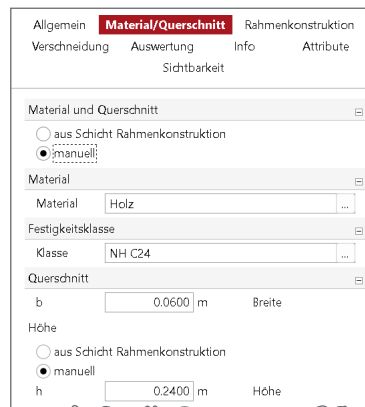 Allgemein Material/Querschnitt Rahmenkonstruktion
Verschneidung Auswertung Info Attribute
Sichtbarkeit
Material und Querschnitt
aus Schicht Rahmenkonstruktion
manuell
Material
Material Holz ...
Festigkeitsklasse
Klasse NH C24 ...
Querschnitt
b 0.0600 m Breite
Höhe
aus Schicht Rahmenkonstruktion
manuell
h 0.2400 m Höhe